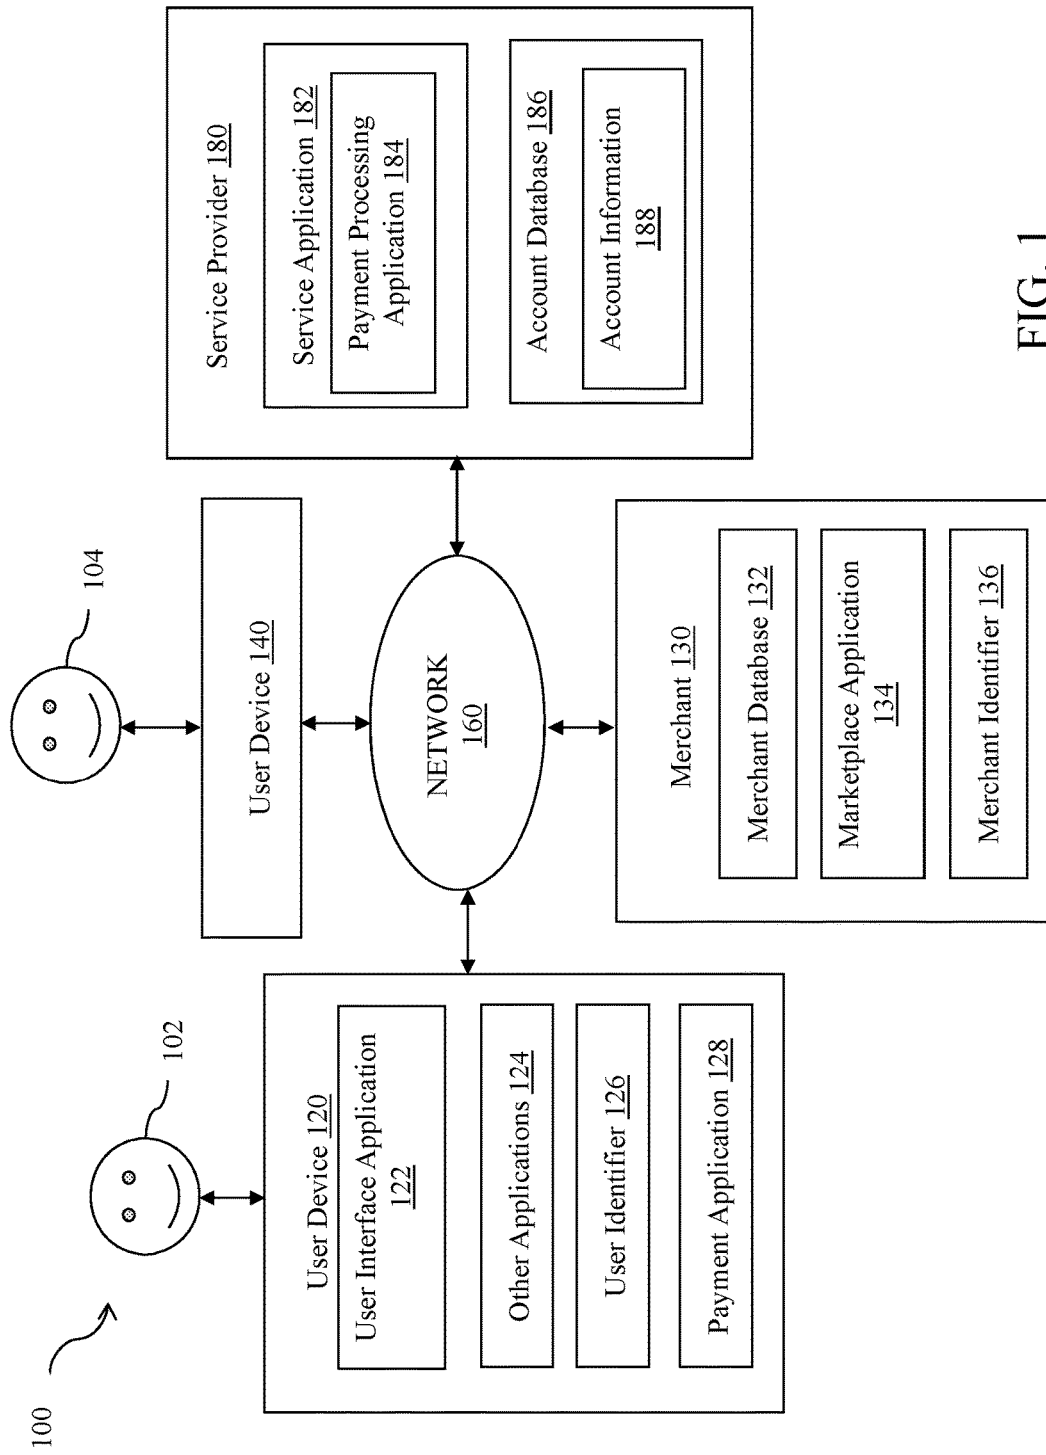 100
102
104
User Device 120
User Interface Application
122
Other Applications 124
User Identifier 126
Payment Application 128
User Device 140
NETWORK
160
Merchant 130
Merchant Database 132
Marketplace Application
134
Merchant Identifier 136
Service Provider 180
Service Application 182
Payment Processing
Application 184
Account Database 186
Account Information
188
FIG. 1